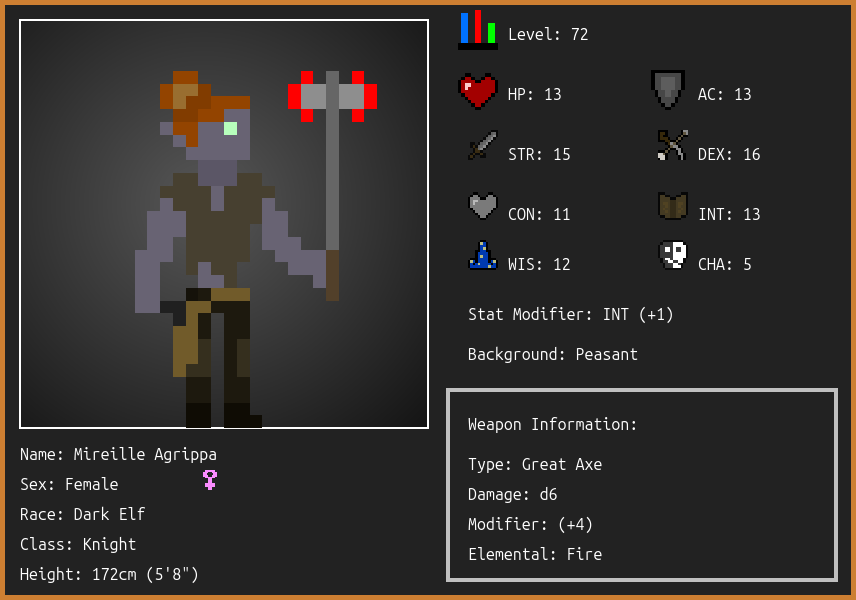 Level: 72
HP: 13
AC: 13
STR: 15
DEX: 16
CON: 11
INT: 13
WIS: 12
CHA: 5
Stat Modifier: INT (+1)
Background: Peasant
Weapon Information:
Type: Great Axe
Damage: d6
Modifier: (+4)
Elemental: Fire
Name: Mireille Agrippa
Sex: Female
Race: Dark Elf
Class: Knight
Height: 172cm (5'8")